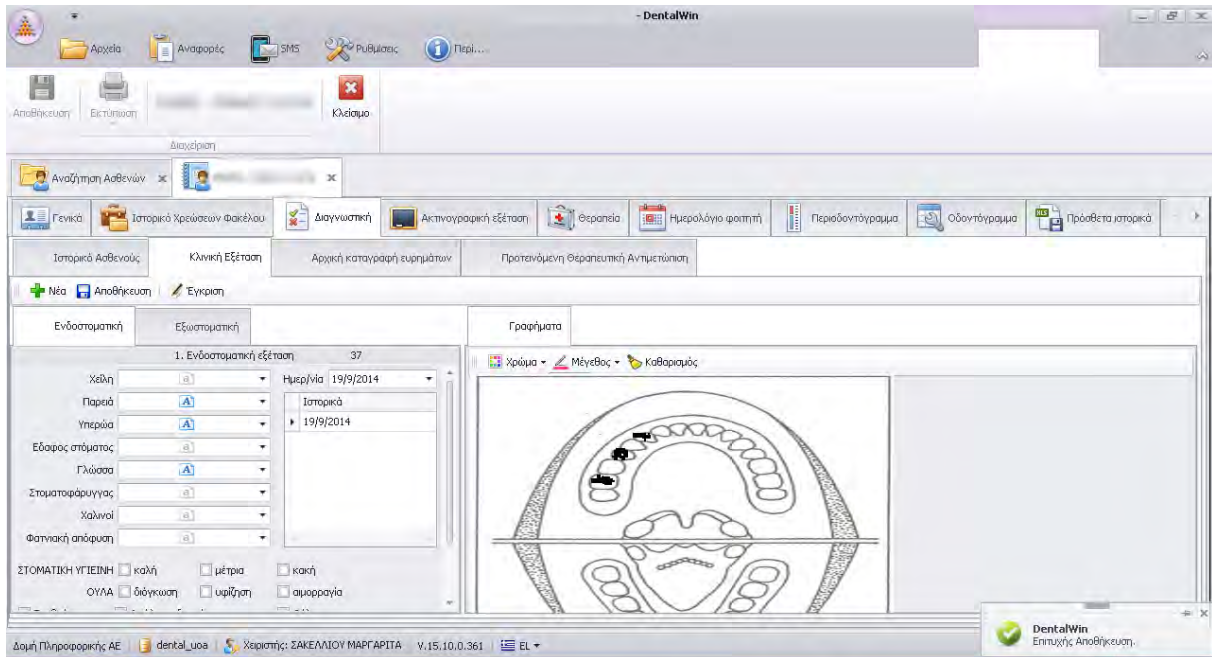 - DentalWin
Αρχεία Αναφορές SMS Ρυθμίσεις Περί...
Αποθήκευση Εκτύπωση Κλείσιμο
Διαχείριση
Αναζήτηση Ασθενών
Γενικά Ιστορικό Χρεώσεων Φακέλου Διαγνωστική Ακτινογραφική εξέταση Θεραπεία Ημερολόγιο φοιτητή Περιοδοντόγραμμα Οδοντόγραμμα Πρόσθετα ιστορικά
Ιστορικό Ασθενούς Κλινική Εξέταση Αρχική καταγραφή ευρημάτων Προτεινόμενη Θεραπευτική Αντιμετώπιση
Νέα Αποθήκευση Έγκριση
Ενδοστοματική Εξωστοματική Γραφήματα
1. Ενδοστοματική εξέταση 37
Χρώμα Μέγεθος Καθαρισμός
Χείλη Ημερ/νία 19/9/2014
Παρειά Ιστορικά
Υπερώα 19/9/2014
Εδαφος στόματος
Γλώσσα
Στοματοφάρυγγας
Χαλινοί
Φατνιακή απόφυση
ΣΤΟΜΑΤΙΚΗ ΥΓΙΕΙΝΗ καλή μέτρια κακή
ΟΥΛΑ διόγκωση υφίζηση αιμορραγία
DentalWin
Επιτυχής Αποθήκευση.
Δομή Πληροφορικής ΑΕ dental_uoa Χειριστής: ΣΑΚΕΛΛΙΟΥ ΜΑΡΓΑΡΙΤΑ V.15.10.0.361 EL